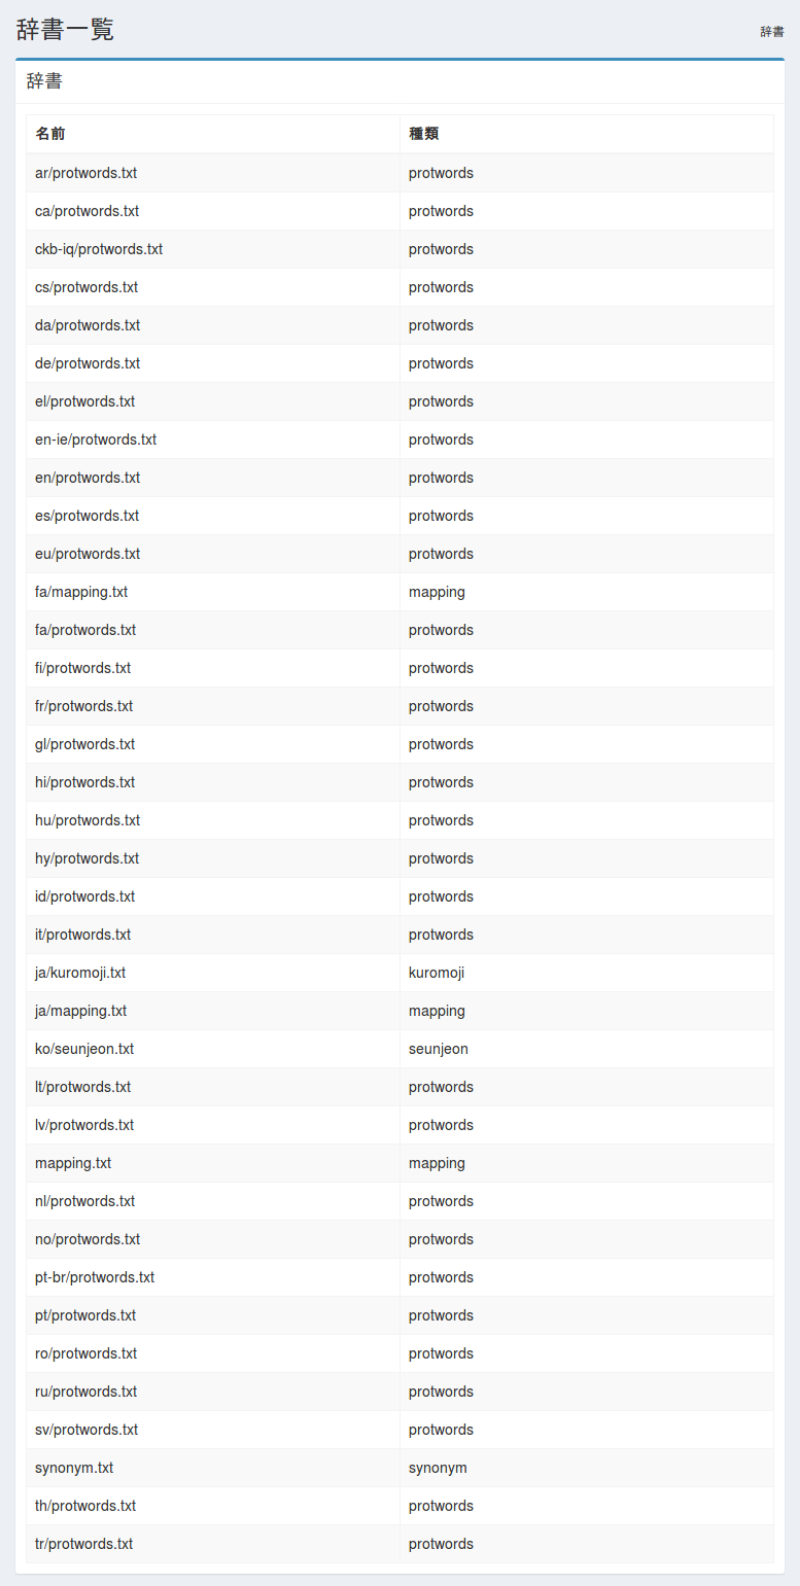 辞書一覧
辞書
辞書
名前 種類
ar/protwords.txt protwords
ca/protwords.txt protwords
ckb-iq/protwords.txt protwords
cs/protwords.txt protwords
da/protwords.txt protwords
de/protwords.txt protwords
el/protwords.txt protwords
en-ie/protwords.txt protwords
en/protwords.txt protwords
es/protwords.txt protwords
eu/protwords.txt protwords
fa/mapping.txt mapping
fa/protwords.txt protwords
fi/protwords.txt protwords
fr/protwords.txt protwords
gl/protwords.txt protwords
hi/protwords.txt protwords
hu/protwords.txt protwords
hy/protwords.txt protwords
id/protwords.txt protwords
it/protwords.txt protwords
ja/kuromoji.txt kuromoji
ja/mapping.txt mapping
ko/seunjeon.txt seunjeon
lt/protwords.txt protwords
lv/protwords.txt protwords
mapping.txt mapping
nl/protwords.txt protwords
no/protwords.txt protwords
pt-br/protwords.txt protwords
pt/protwords.txt protwords
ro/protwords.txt protwords
ru/protwords.txt protwords
sv/protwords.txt protwords
synonym.txt synonym
th/protwords.txt protwords
tr/protwords.txt protwords